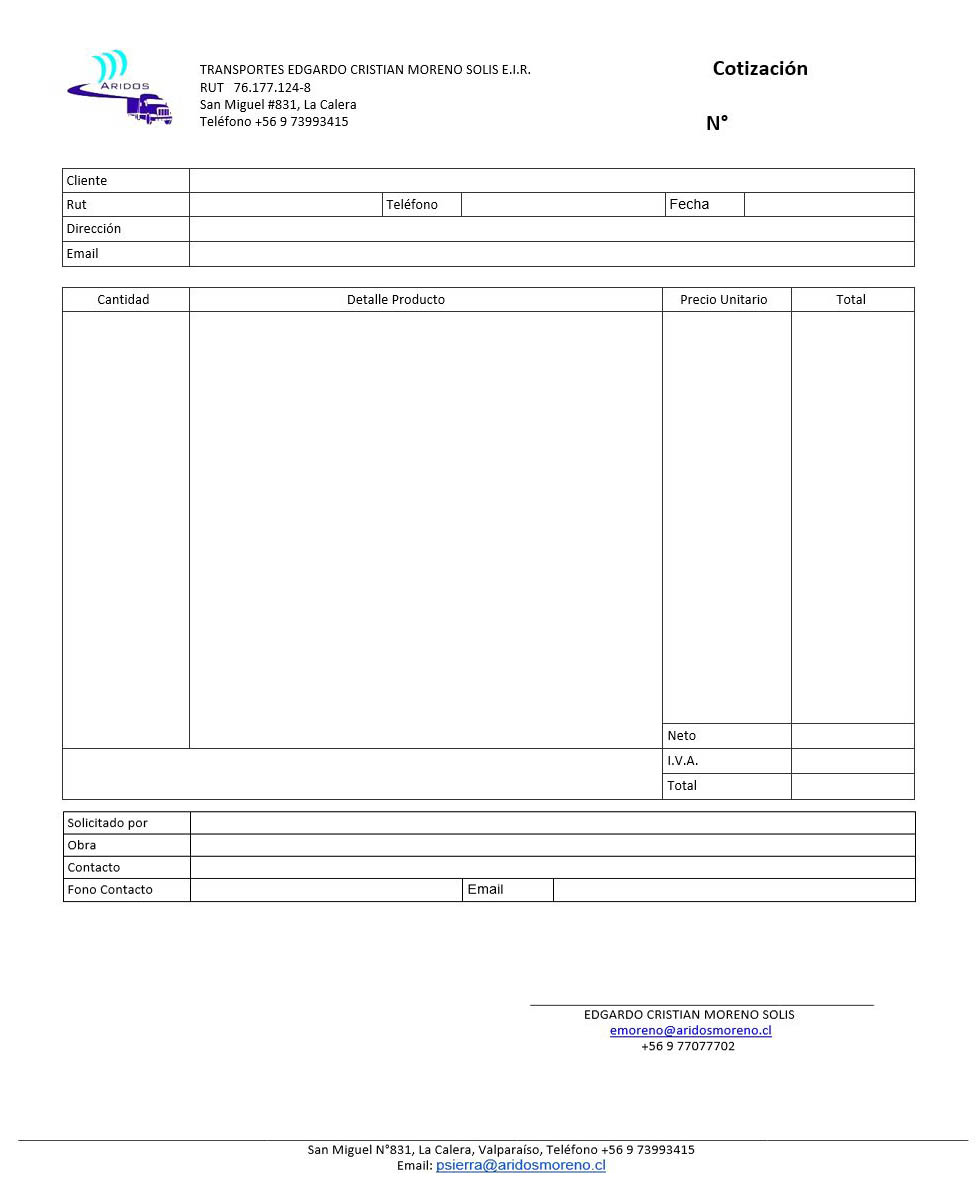 ARIDOS
TRANSPORTES EDGARDO CRISTIAN MORENO SOLIS E.I.R.
RUT 76.177.124-8
San Miguel #831, La Calera
Teléfono +56 9 73993415
Cotización
N°
Cliente
Rut Teléfono Fecha
Dirección
Email
Cantidad Detalle Producto Precio Unitario Total
Neto
I.V.A.
Total
Solicitado por
Obra
Contacto
Fono Contacto Email
EDGARDO CRISTIAN MORENO SOLIS
emoreno@aridosmoreno.cl
+56 9 77077702
San Miguel N°831, La Calera, Valparaíso, Teléfono +56 9 73993415
Email: psierra@aridosmoreno.cl